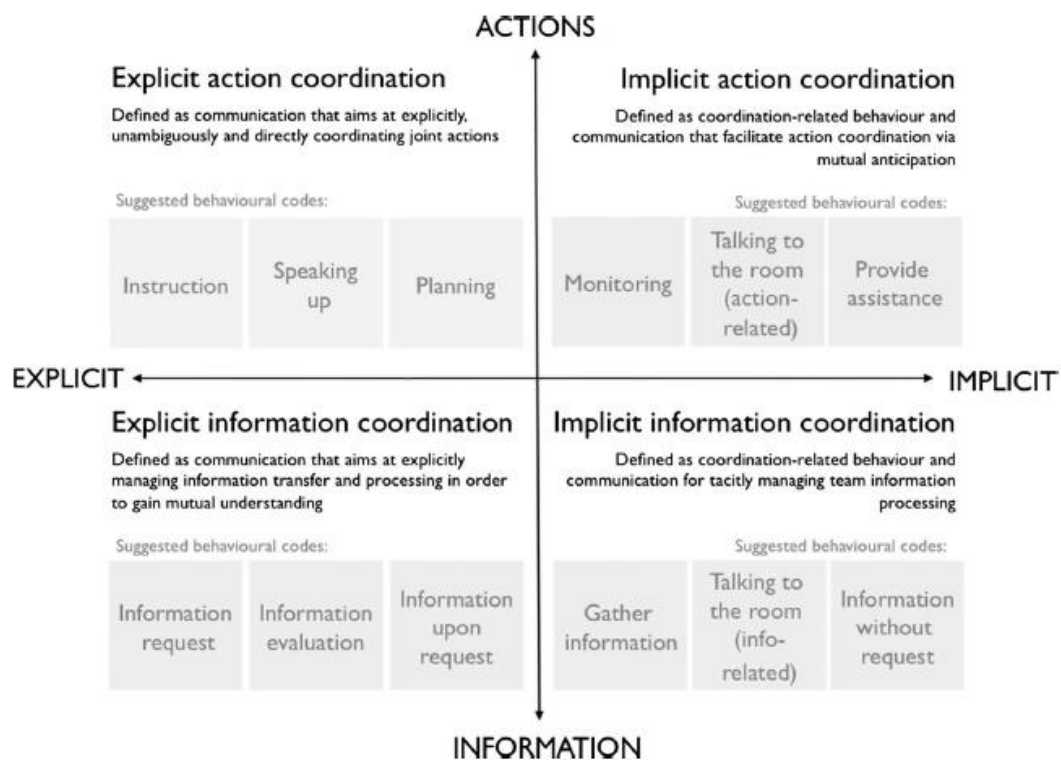 ACTIONS
Explicit action coordination
Defined as communication that aims at explicitly,
unambiguously and directly coordinating joint actions
Suggested behavioural codes:
Instruction
Speaking
up
Planning
Implicit action coordination
Defined as coordination-related behaviour and
communication that facilitate action coordination via
mutual anticipation
Suggested behavioural codes:
Monitoring
Talking to
the room
(action-
related)
Provide
assistance
EXPLICIT
IMPLICIT
Explicit information coordination
Defined as communication that aims at explicitly
managing information transfer and processing in order
to gain mutual understanding
Suggested behavioural codes:
Information
request
Information
evaluation
Information
upon
request
Implicit information coordination
Defined as coordination-related behaviour and
communication for tacitly managing team information
processing
Suggested behavioural codes:
Gather
information
Talking to
the room
(info-
related)
Information
without
request
INFORMATION